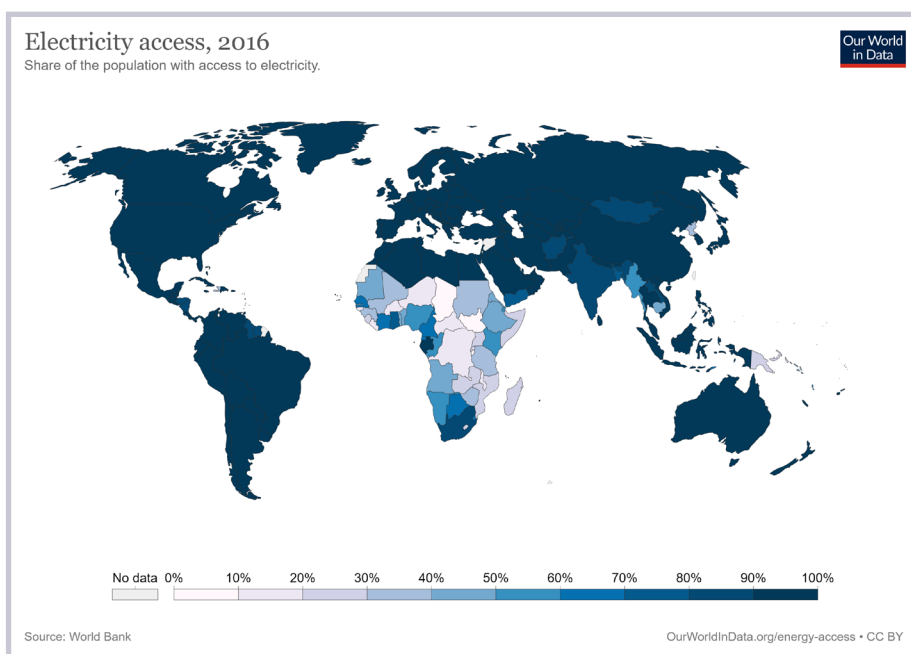 Electricity access, 2016
Share of the population with access to electricity.
Our World
in Data
No data 0% 10% 20% 30% 40% 50% 60% 70% 80% 90% 100%
Source: World Bank
OurWorldInData.org/energy-access • CC BY